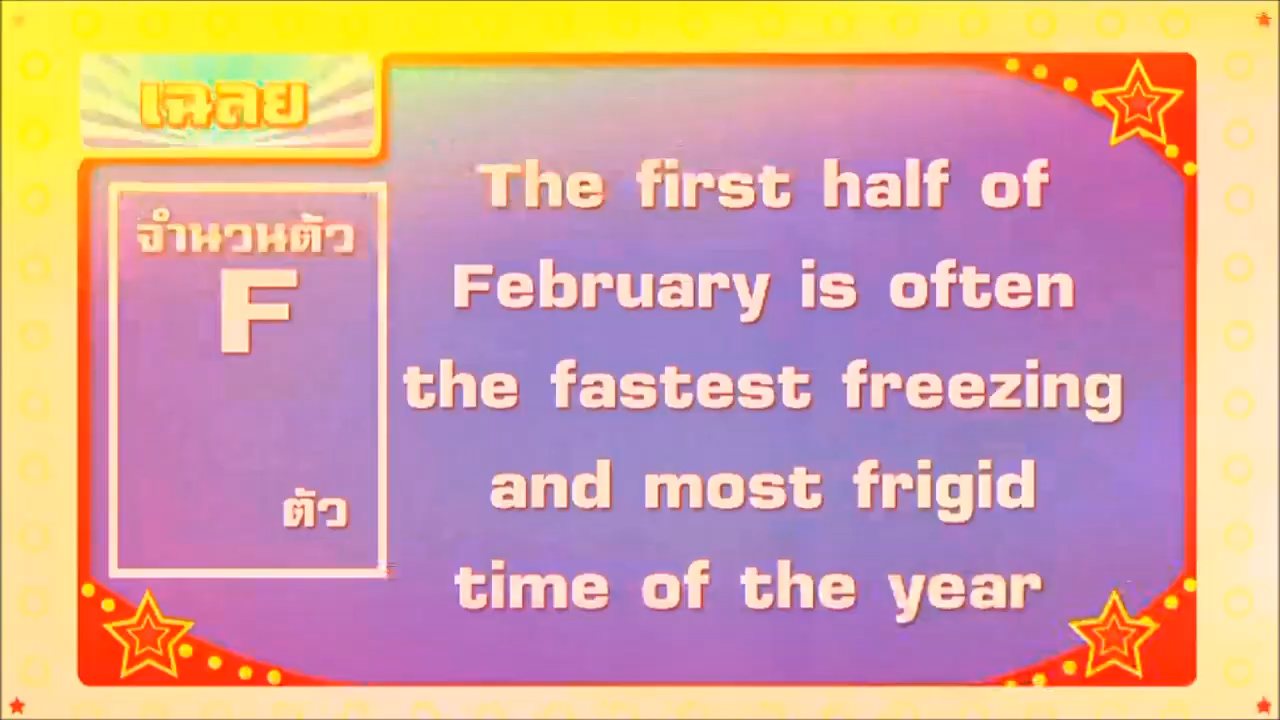 เฉลย
จำนวนตัว
F
ตัว
The first half of
February is often
the fastest freezing
and most frigid
time of the year